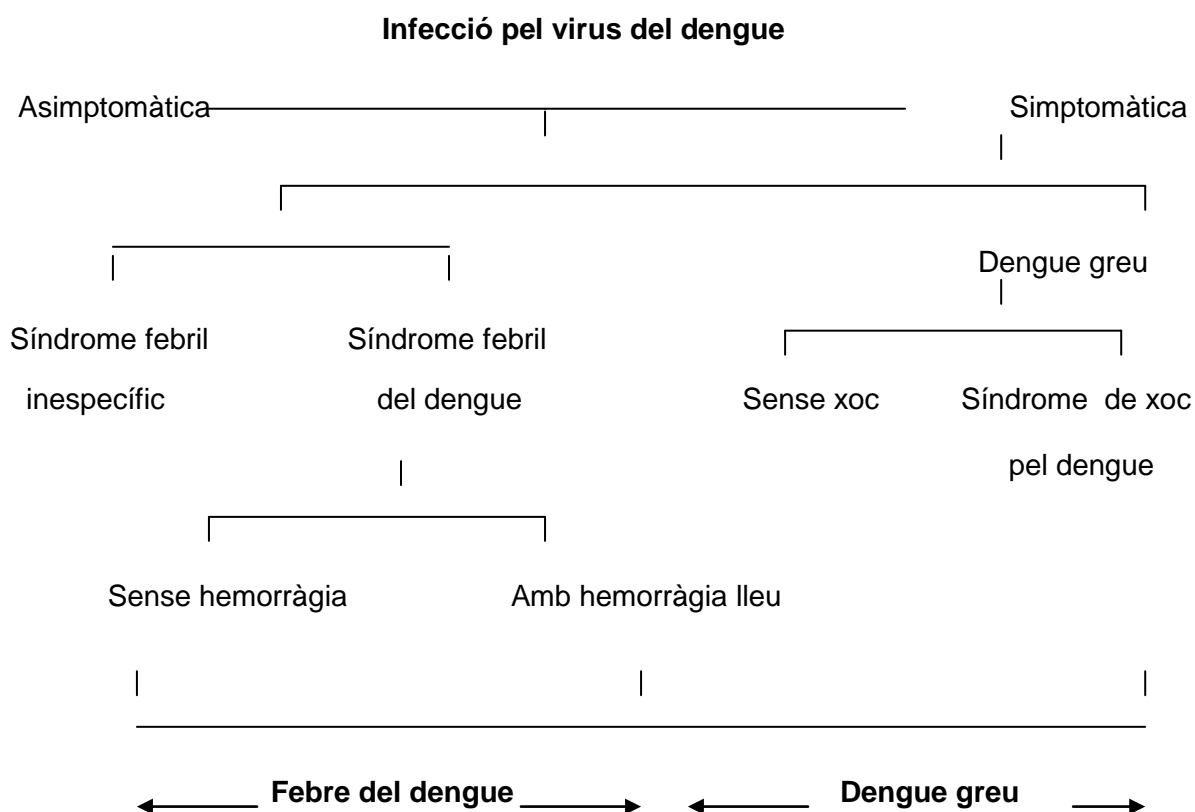 Infecció pel virus del dengue
Asimptomàtica Simptomàtica
Dengue greu
Síndrome febril Síndrome febril
inespecífic del dengue Sense xoc Síndrome de xoc
pel dengue
Sense hemorràgia Amb hemorràgia lleu
Febre del dengue Dengue greu